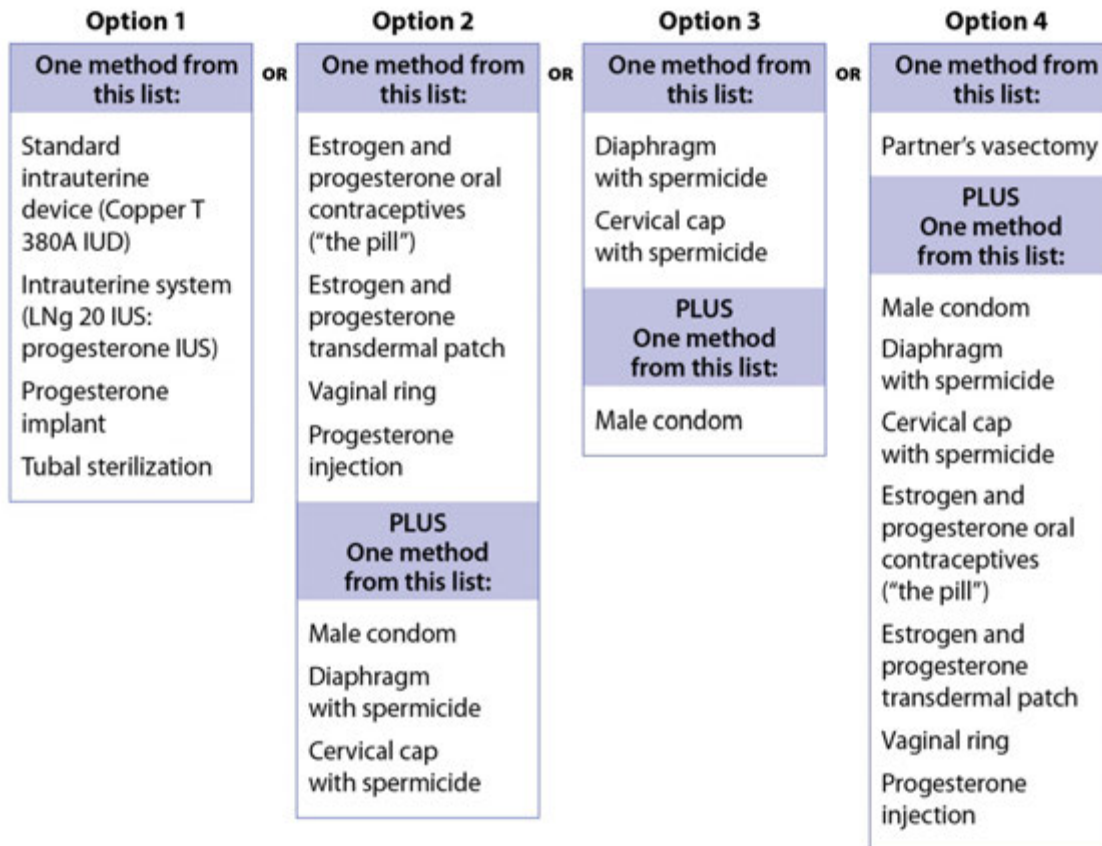 Option 1
One method from
this list:
Standard
intrauterine
device (Copper T
380A IUD)
Intrauterine system
(LNg 20 IUS:
progesterone IUS)
Progesterone
implant
Tubal sterilization
OR
Option 2
One method from
this list:
Estrogen and
progesterone oral
contraceptives
(“the pill”)
Estrogen and
progesterone
transdermal patch
Vaginal ring
Progesterone
injection
PLUS
One method
from this list:
Male condom
Diaphragm
with spermicide
Cervical cap
with spermicide
OR
Option 3
One method from
this list:
Diaphragm
with spermicide
Cervical cap
with spermicide
PLUS
One method
from this list:
Male condom
OR
Option 4
One method from
this list:
Partner’s vasectomy
PLUS
One method
from this list:
Male condom
Diaphragm
with spermicide
Cervical cap
with spermicide
Estrogen and
progesterone oral
contraceptives
(“the pill”)
Estrogen and
progesterone
transdermal patch
Vaginal ring
Progesterone
injection